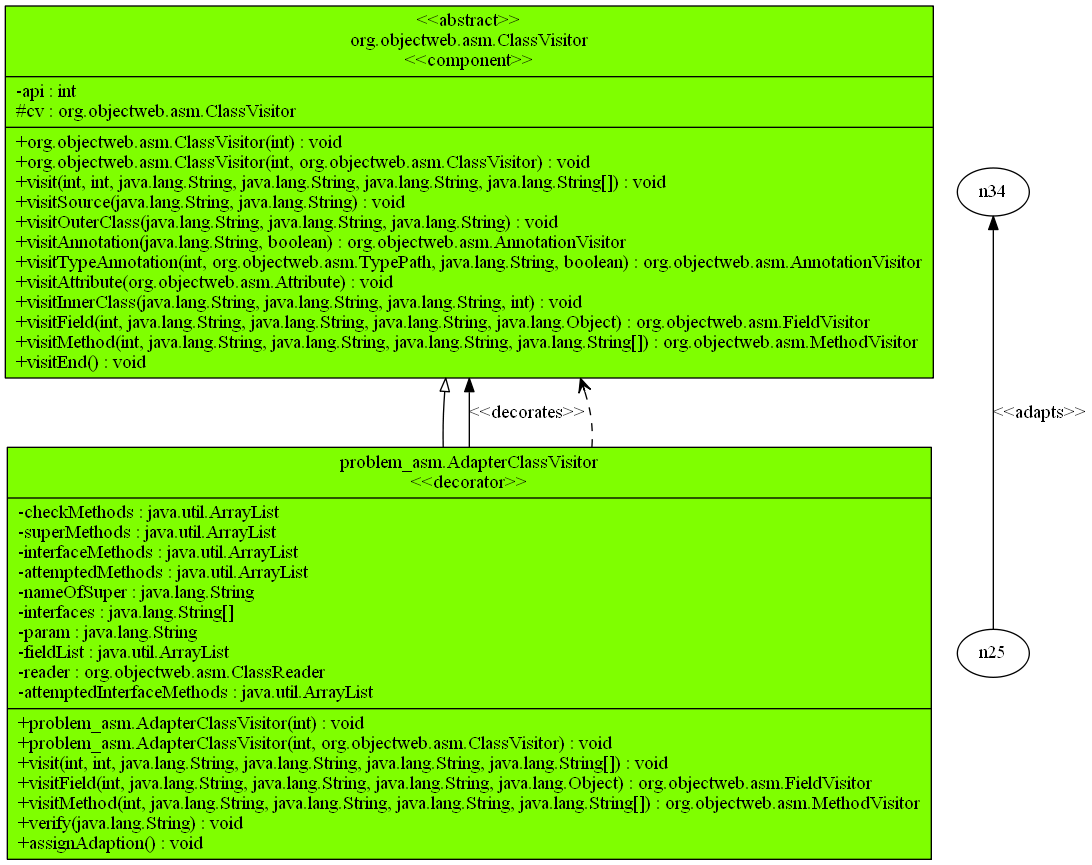 <<abstract>>
org.objectweb.asm.ClassVisitor
<<component>>
-api : int
#cv : org.objectweb.asm.ClassVisitor
+org.objectweb.asm.ClassVisitor(int) : void
+org.objectweb.asm.ClassVisitor(int, org.objectweb.asm.ClassVisitor) : void
+visit(int, int, java.lang.String, java.lang.String, java.lang.String, java.lang.String[]) : void
+visitSource(java.lang.String, java.lang.String) : void
+visitOuterClass(java.lang.String, java.lang.String, java.lang.String) : void
+visitAnnotation(java.lang.String, boolean) : org.objectweb.asm.AnnotationVisitor
+visitTypeAnnotation(int, org.objectweb.asm.TypePath, java.lang.String, boolean) : org.objectweb.asm.AnnotationVisitor
+visitAttribute(org.objectweb.asm.Attribute) : void
+visitInnerClass(java.lang.String, java.lang.String, java.lang.String, int) : void
+visitField(int, java.lang.String, java.lang.String, java.lang.String, java.lang.Object) : org.objectweb.asm.FieldVisitor
+visitMethod(int, java.lang.String, java.lang.String, java.lang.String, java.lang.String[]) : org.objectweb.asm.MethodVisitor
+visitEnd() : void
n34
<<decorates>>
<<adapts>>
problem_asm.AdapterClassVisitor
<<decorator>>
-checkMethods : java.util.ArrayList
-superMethods : java.util.ArrayList
-interfaceMethods : java.util.ArrayList
-attemptedMethods : java.util.ArrayList
-nameOfSuper : java.lang.String
-interfaces : java.lang.String[]
-param : java.lang.String
-fieldList : java.util.ArrayList
-reader : org.objectweb.asm.ClassReader
-attemptedInterfaceMethods : java.util.ArrayList
+problem_asm.AdapterClassVisitor(int) : void
+problem_asm.AdapterClassVisitor(int, org.objectweb.asm.ClassVisitor) : void
+visit(int, int, java.lang.String, java.lang.String, java.lang.String, java.lang.String[]) : void
+visitField(int, java.lang.String, java.lang.String, java.lang.String, java.lang.Object) : org.objectweb.asm.FieldVisitor
+visitMethod(int, java.lang.String, java.lang.String, java.lang.String, java.lang.String[]) : org.objectweb.asm.MethodVisitor
+verify(java.lang.String) : void
+assignAdaption() : void
n25